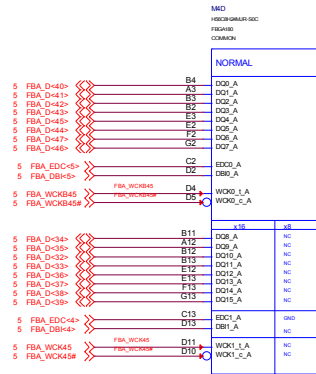 M4D
H56C8H24MJR-S0C
FBGA180
COMMON
NORMAL
5 FBA_D<40> B4 DQ0_A
5 FBA_D<41> A3 DQ1_A
5 FBA_D<42> B3 DQ2_A
5 FBA_D<43> B2 DQ3_A
5 FBA_D<45> E3 DQ4_A
5 FBA_D<44> E2 DQ5_A
5 FBA_D<47> F2 DQ6_A
5 FBA_D<46> G2 DQ7_A
5 FBA_EDC<5> C2 EDC0_A
5 FBA_DBI<5> D2 DBI0_A
5 FBA_WCKB45 FBA_WCKB45 D4 WCK0_t_A
5 FBA_WCKB45# FBA_WCKB45# D5 WCK0_c_A
x16 x8
5 FBA_D<34> B11 DQ8_A NC
5 FBA_D<35> A12 DQ9_A NC
5 FBA_D<32> B12 DQ10_A NC
5 FBA_D<33> B13 DQ11_A NC
5 FBA_D<36> E12 DQ12_A NC
5 FBA_D<37> E13 DQ13_A NC
5 FBA_D<38> F13 DQ14_A NC
5 FBA_D<39> G13 DQ15_A NC
5 FBA_EDC<4> C13 EDC1_A GND
5 FBA_DBI<4> D13 DBI1_A NC
5 FBA_WCK45 FBA_WCK45 D11 WCK1_t_A NC
5 FBA_WCK45# FBA_WCK45# D10 WCK1_c_A NC